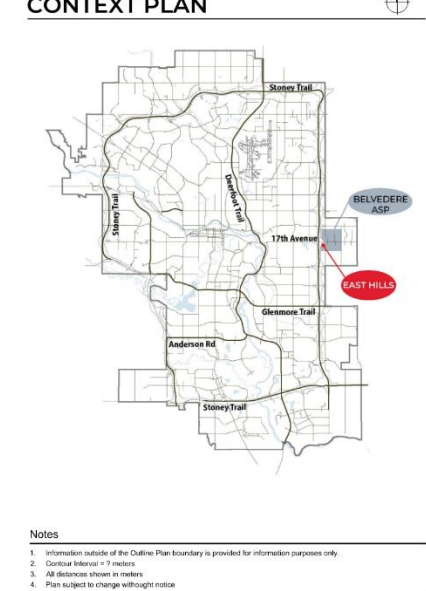 CONTEXT PLAN
Stoney Trail
Deerfoot Trail
Stoney Trail
BELVEDERE
ASP
17th Avenue
EAST HILLS
Glenmore Trail
Anderson Rd
Stoney Trail
Notes
1. Information outside of the Outline Plan boundary is provided for information purposes only.
2. Contour Interval = ? meters
3. All distances shown in meters
4. Plan subject to change withought notice